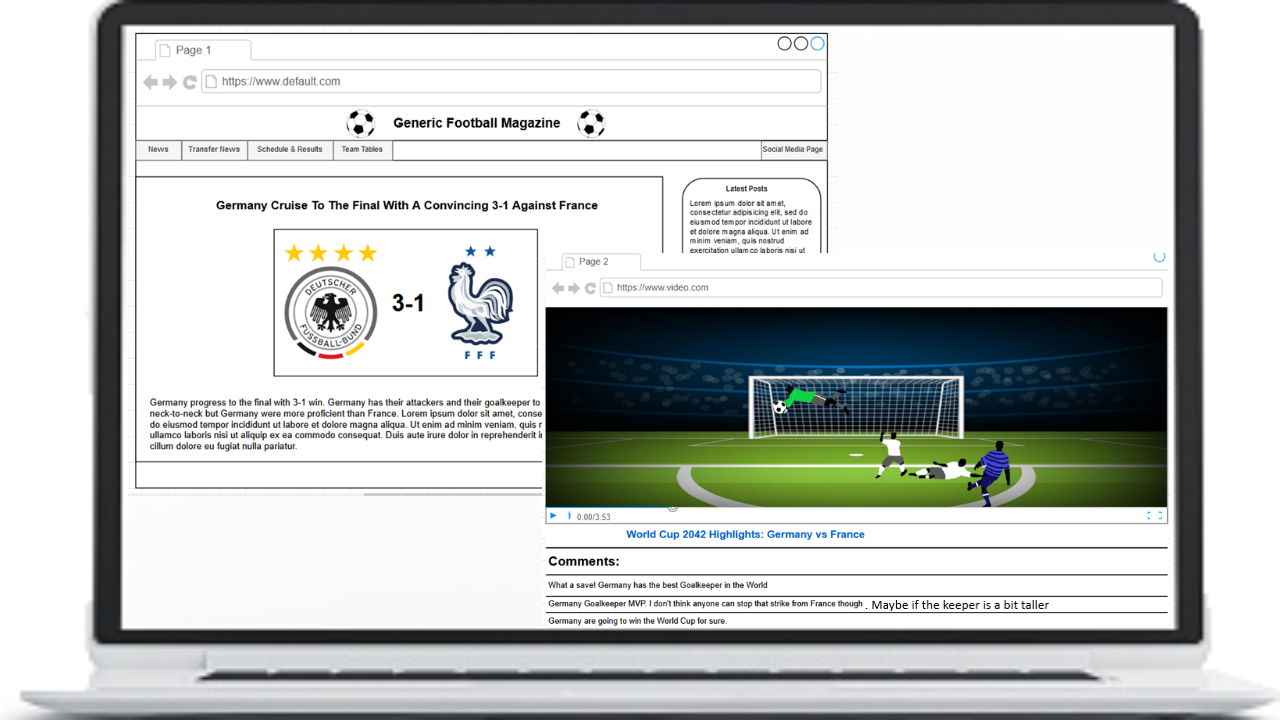 Page 1
https://www.default.com
Generic Football Magazine
News
Transfer News
Schedule & Results
Team Tables
Social Media Page
Germany Cruise To The Final With A Convincing 3-1 Against France
DEUTSCHER
FUSSBALL-BUND
3-1
FFF
Germany progress to the final with 3-1 win. Germany has their attackers and their goalkeeper to
neck-to-neck but Germany were more proficient than France. Lorem ipsum dolor sit amet, conse
do eiusmod tempor incididunt ut labore et dolore magna aliqua. Ut enim ad minim veniam, quis
ullamco laboris nisi ut aliquip ex ea commodo consequat. Duis aute irure dolor in reprehenderit
cillum dolore eu fugiat nulla pariatur.
Latest Posts
Lorem ipsum dolor sit amet,
consectetur adipisicing elit, sed do
eiusmod tempor incididunt ut labore
et dolore magna aliqua. Ut enim ad
minim veniam, quis nostrud
exercitation ullamco laboris nisi ut
Page 2
https://www.video.com
0:00/3:53
World Cup 2042 Highlights: Germany vs France
Comments:
What a save! Germany has the best Goalkeeper in the World
Germany Goalkeeper MVP. I don't think anyone can stop that strike from France though . Maybe if the keeper is a bit taller
Germany are going to win the World Cup for sure.